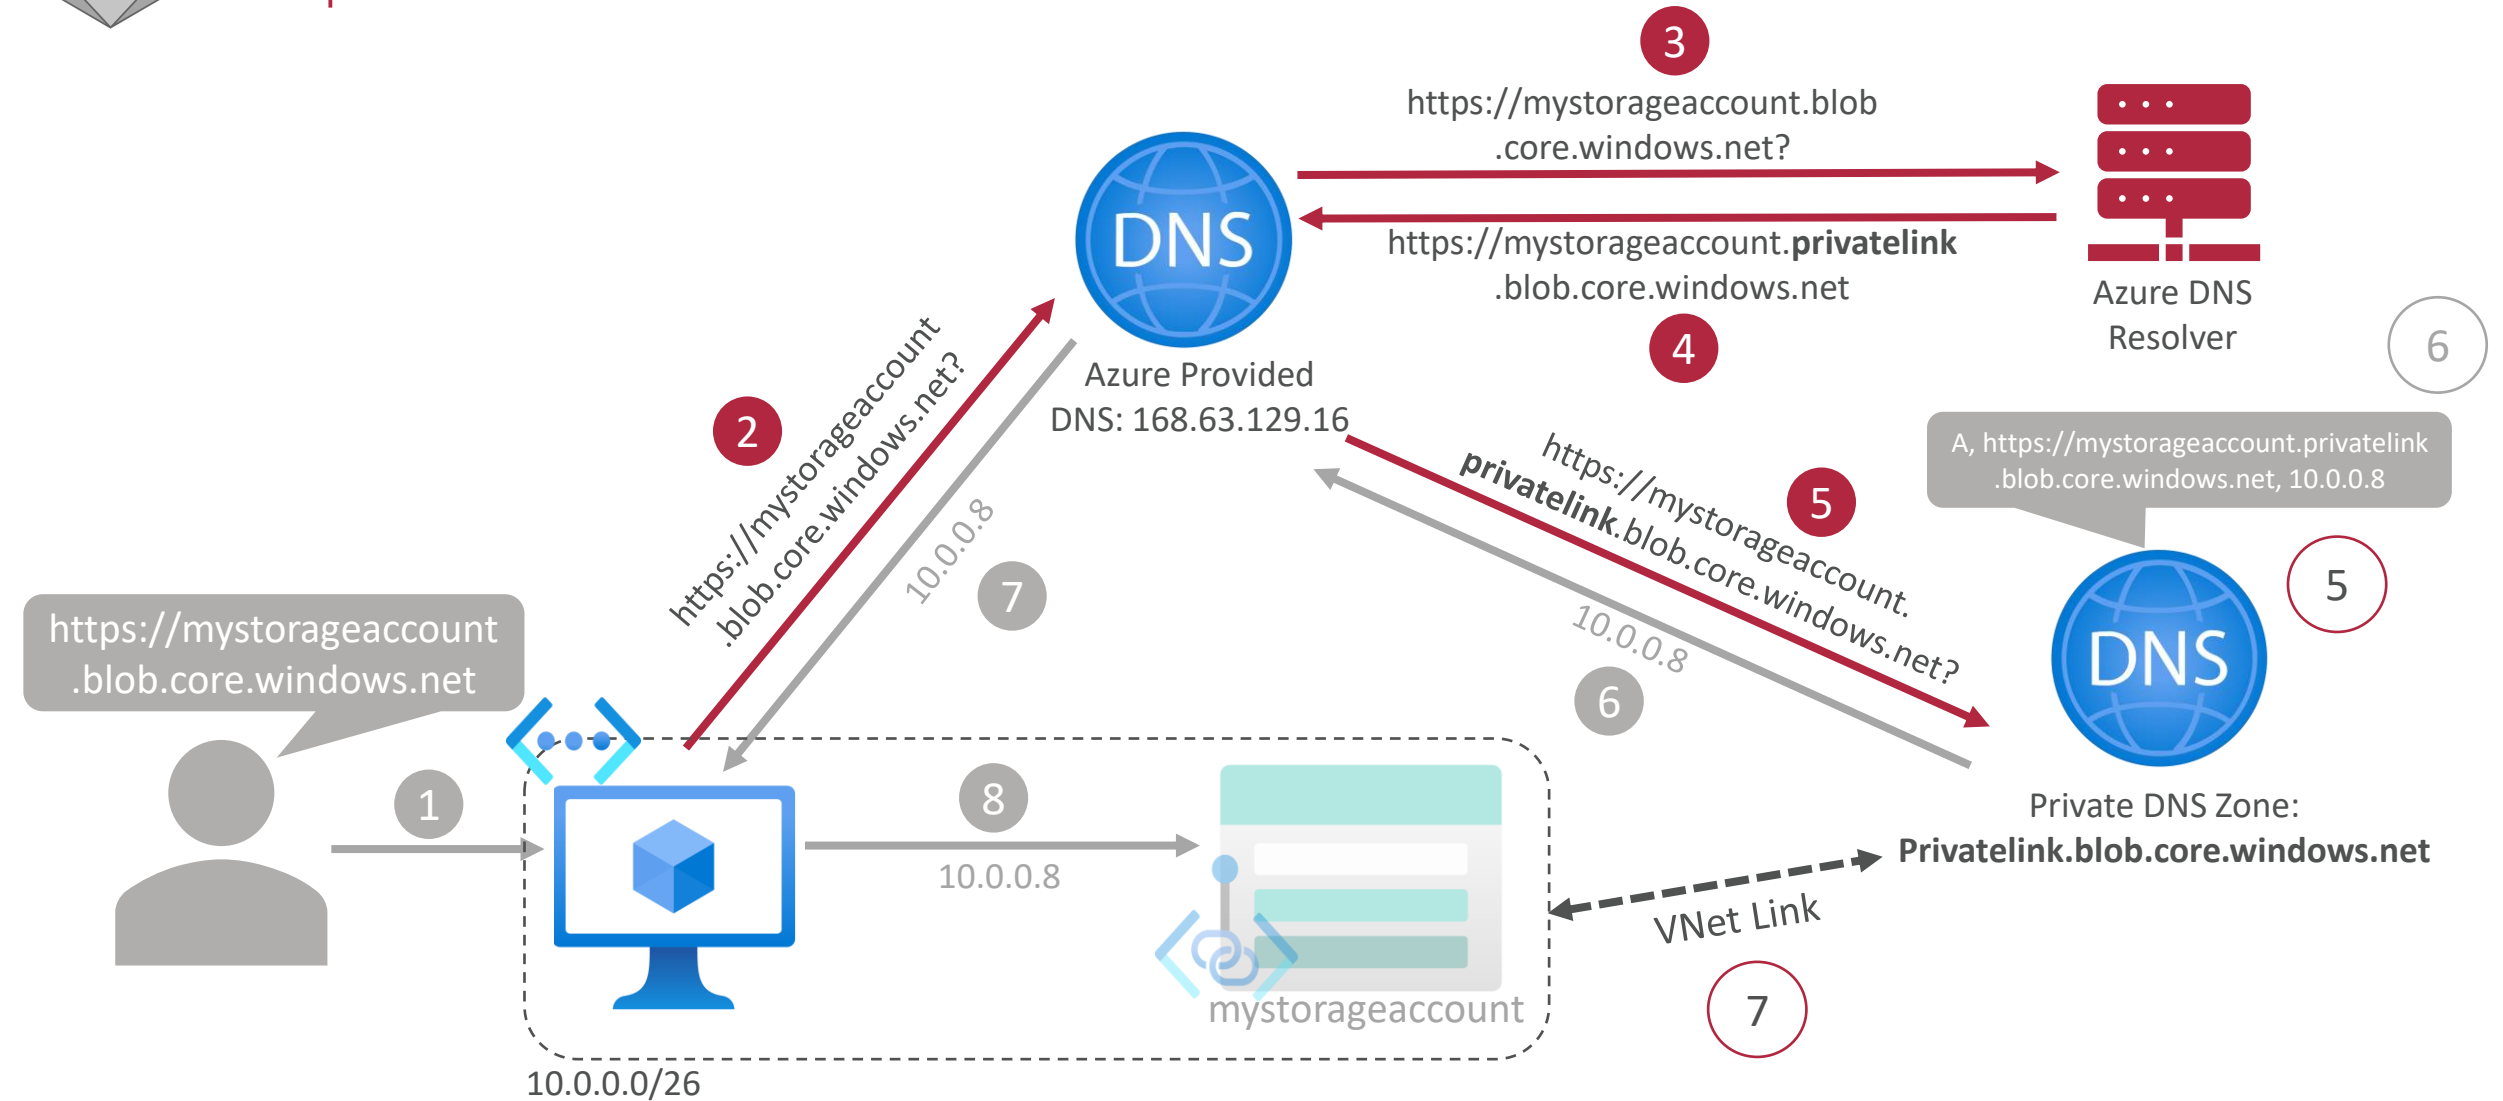 3
https://mystorageaccount.blob
.core.windows.net?
DNS
https://mystorageaccount.privatelink
.blob.core.windows.net
4
Azure DNS
Resolver
6
Azure Provided
DNS: 168.63.129.16
2
https://mystorageaccount
.blob.core.windows.net?
10.0.0.8
7
https://mystorageaccount.
privatelink.blob.core.windows.net?
5
10.0.0.8
6
A, https://mystorageaccount.privatelink
.blob.core.windows.net, 10.0.0.8
5
DNS
Private DNS Zone:
Privatelink.blob.core.windows.net
https://mystorageaccount
.blob.core.windows.net
1
8
10.0.0.8
mystorageaccount
VNet Link
7
10.0.0.0/26